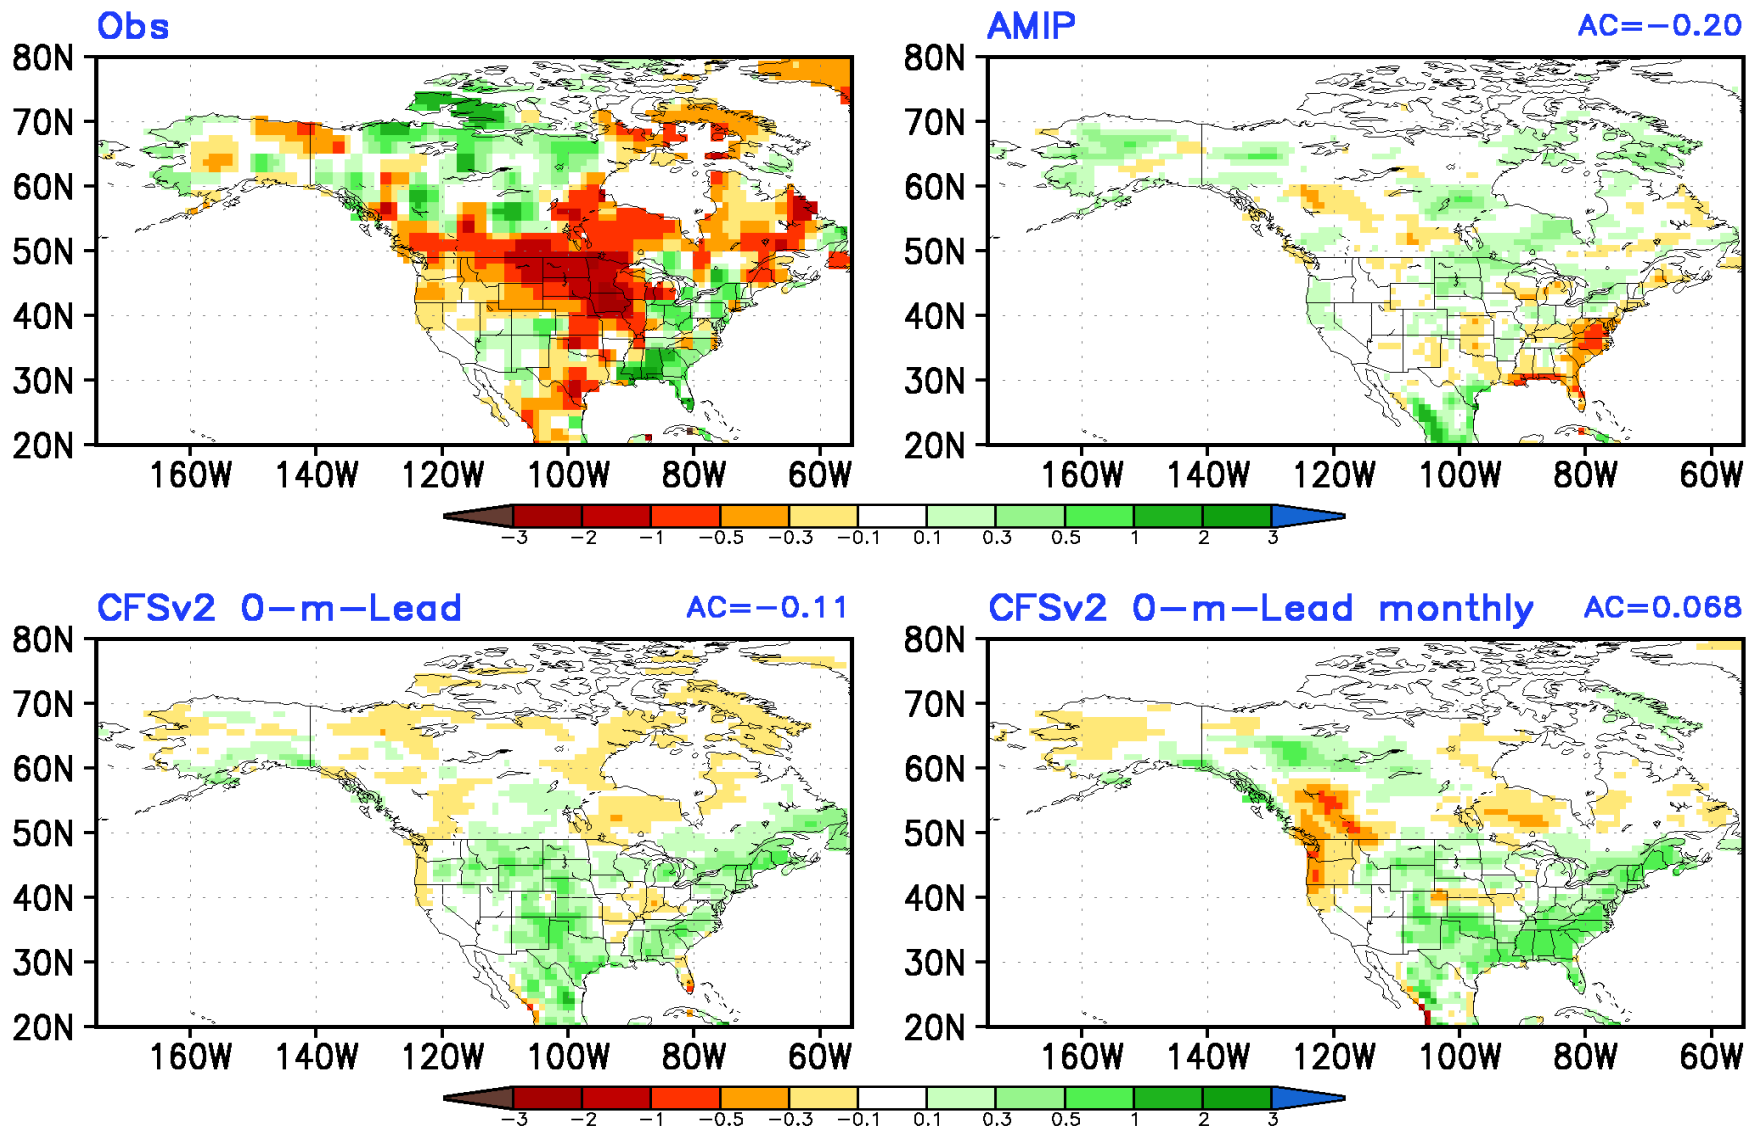 Obs
AMIP AC=-0.20
80N 80N
70N 70N
60N 60N
50N 50N
40N 40N
30N 30N
20N 20N
160W 140W 120W 100W 80W 60W 160W 140W 120W 100W 80W 60W
-3 -2 -1 -0.5 -0.3 -0.1 0.1 0.3 0.5 1 2 3
CFSv2 0-m-Lead AC=-0.11
CFSv2 0-m-Lead monthly AC=0.068
80N 80N
70N 70N
60N 60N
50N 50N
40N 40N
30N 30N
20N 20N
160W 140W 120W 100W 80W 60W 160W 140W 120W 100W 80W 60W
-3 -2 -1 -0.5 -0.3 -0.1 0.1 0.3 0.5 1 2 3